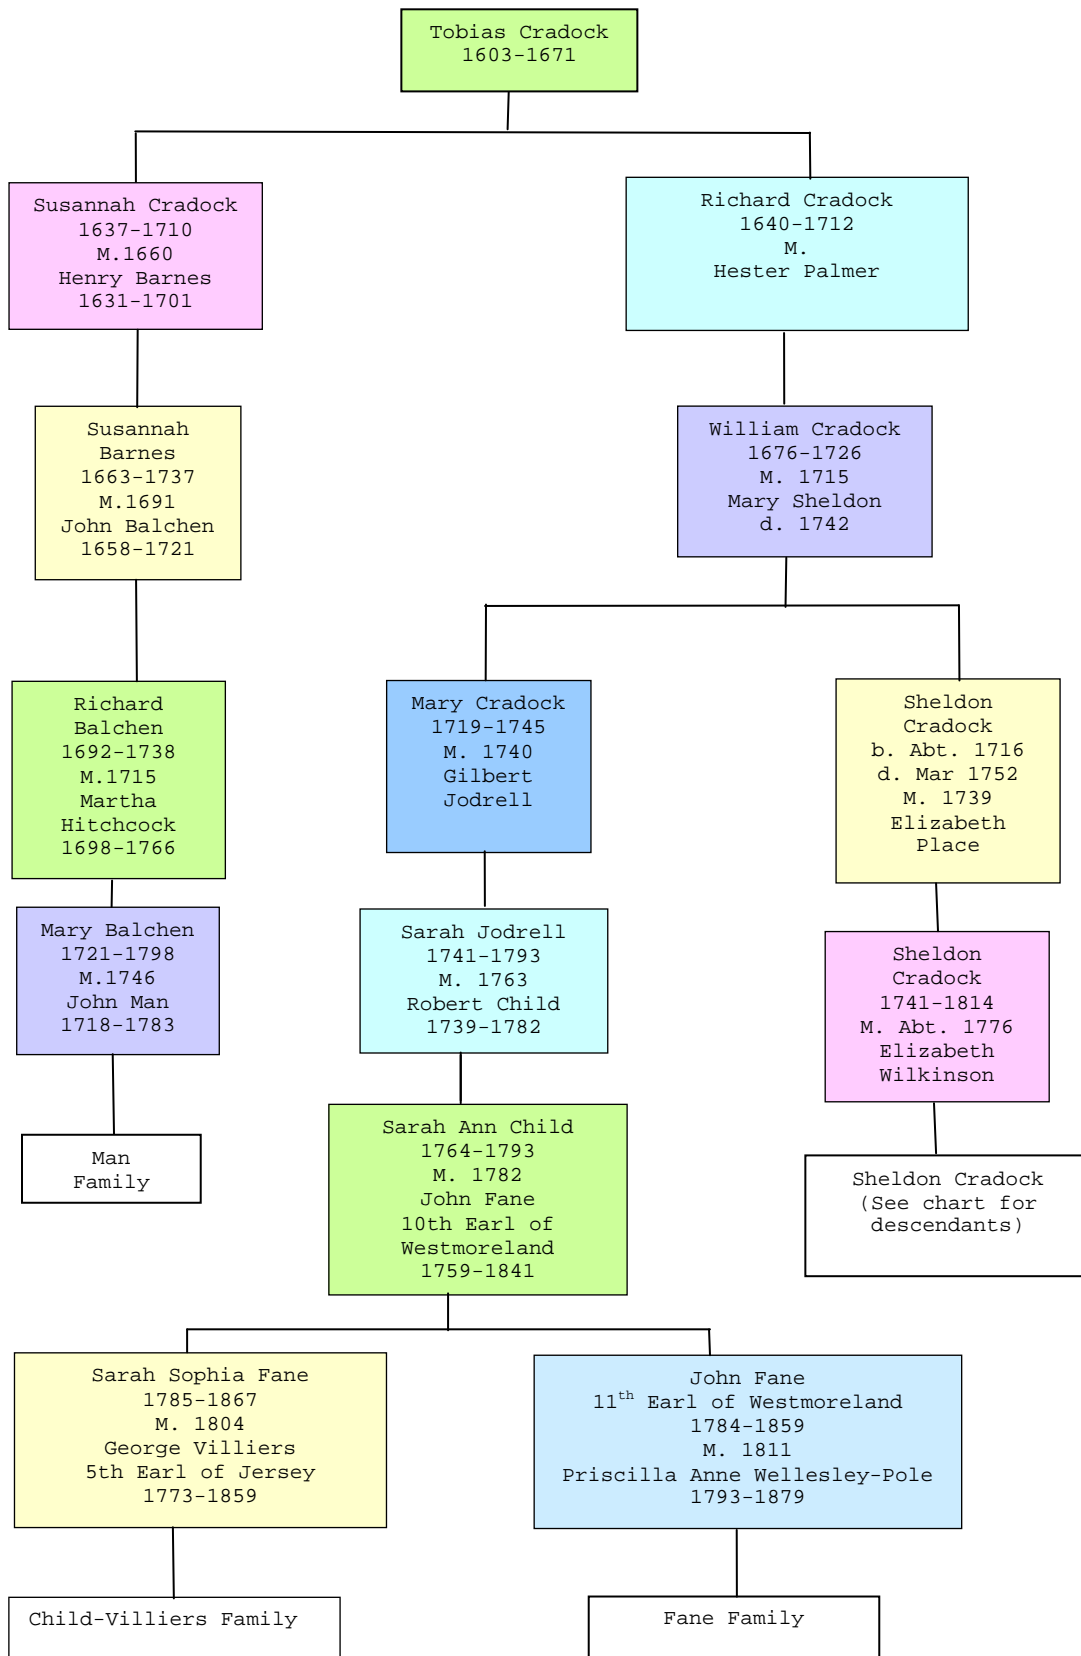 Tobias Cradock
1603-1671
Susannah Cradock
1637-1710
M.1660
Henry Barnes
1631-1701
Richard Cradock
1640-1712
M.
Hester Palmer
Susannah
Barnes
1663-1737
M.1691
John Balchen
1658-1721
William Cradock
1676-1726
M. 1715
Mary Sheldon
d. 1742
Richard
Balchen
1692-1738
M.1715
Martha
Hitchcock
1698-1766
Mary Cradock
1719-1745
M. 1740
Gilbert
Jodrell
Sheldon
Cradock
b. Abt. 1716
d. Mar 1752
M. 1739
Elizabeth
Place
Mary Balchen
1721-1798
M.1746
John Man
1718-1783
Sarah Jodrell
1741-1793
M. 1763
Robert Child
1739-1782
Sheldon
Cradock
1741-1814
M. Abt. 1776
Elizabeth
Wilkinson
Man
Family
Sarah Ann Child
1764-1793
M. 1782
John Fane
10th Earl of
Westmoreland
1759-1841
Sheldon Cradock
(See chart for
descendants)
Sarah Sophia Fane
1785-1867
M. 1804
George Villiers
5th Earl of Jersey
1773-1859
John Fane
11th Earl of Westmoreland
1784-1859
M. 1811
Priscilla Anne Wellesley-Pole
1793-1879
Child-Villiers Family
Fane Family